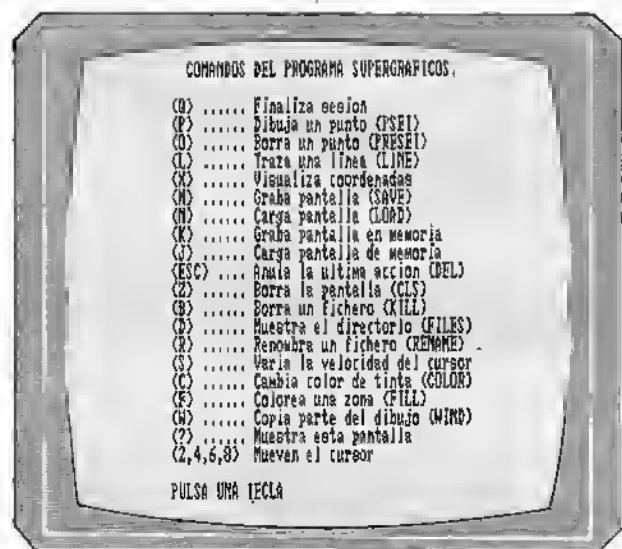 COMANDOS DEL PROGRAMA SUPERGRAFICOS.
(Q) ...... Finaliza sesion
(P) ...... Dibuja un punto (PSET)
(O) ...... Borra un punto (PRESET)
(L) ...... Traza una linea (LINE)
(X) ...... Visualiza coordenadas
(M) ...... Graba pantalla (SAVE)
(N) ...... Carga pantalla (LOAD)
(K) ...... Graba pantalla en memoria
(J) ...... Carga pantalla de memoria
(ESC) .... Anula la ultima accion (DEL)
(Z) ...... Borra la pantalla (CLS)
(B) ...... Borra un fichero (KILL)
(D) ...... Muestra el directorio (FILES)
(R) ...... Renombra un fichero (RENAME)
(S) ...... Varia la velocidad del cursor
(C) ...... Cambia color de tinta (COLOR)
(F) ...... Colorea una zona (FILL)
(W) ...... Copia parte del dibujo (WIND)
(?) ...... Muestra esta pantalla
(2,4,6,8) Mueven el cursor
PULSA UNA TECLA